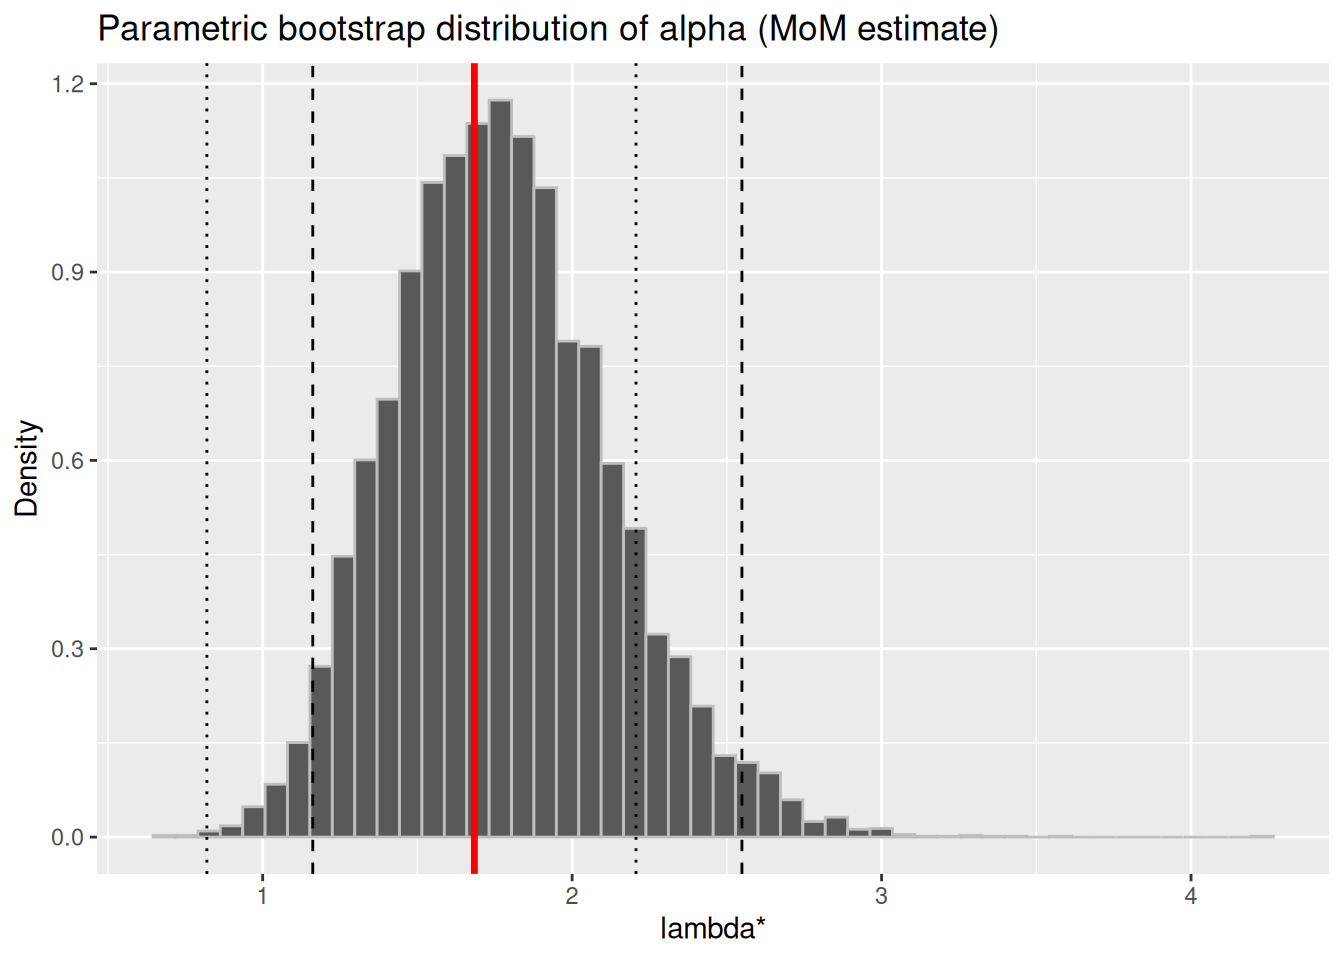 Parametric bootstrap distribution of alpha (MoM estimate)
1.2
0.9
0.6
0.3
0.0
Density
1 2 3 4
lambda*